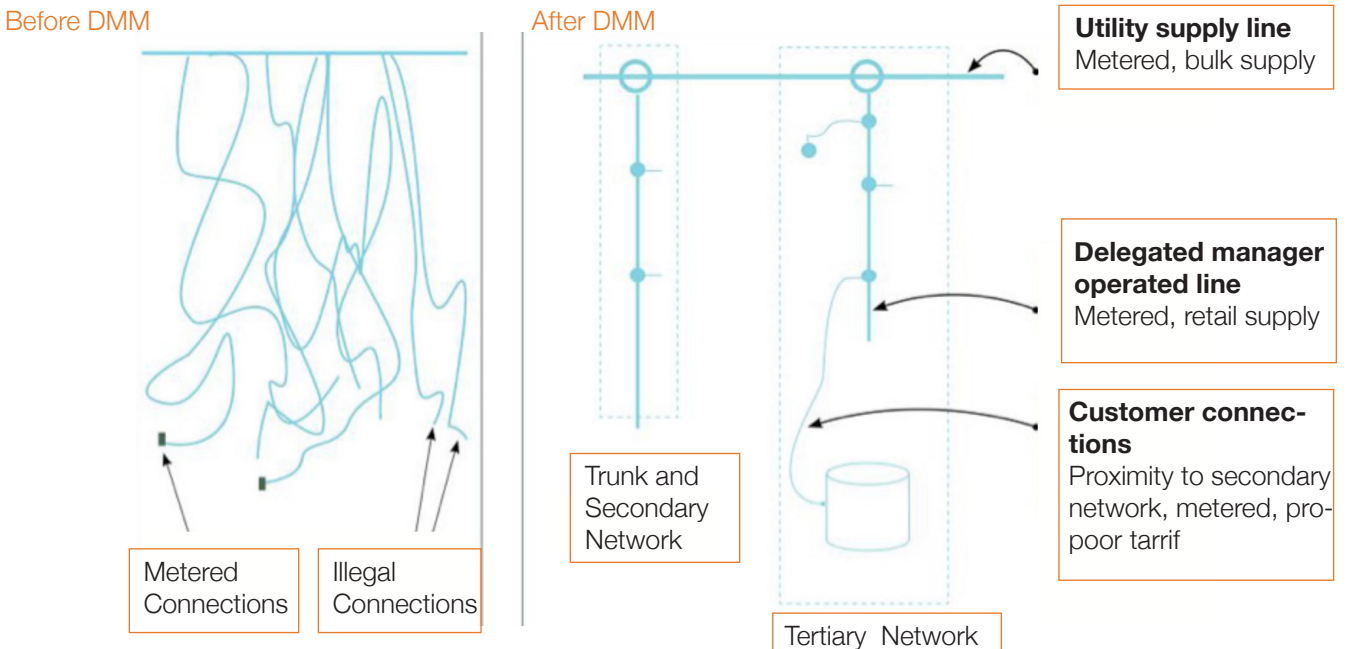 Before DMM
After DMM
Utility supply line
Metered, bulk supply
Delegated manager
operated line
Metered, retail supply
Customer connec-
tions
Proximity to secondary
network, metered, pro-
poor tarrif
Trunk and
Secondary
Network
Metered
Connections
Illegal
Connections
Tertiary Network